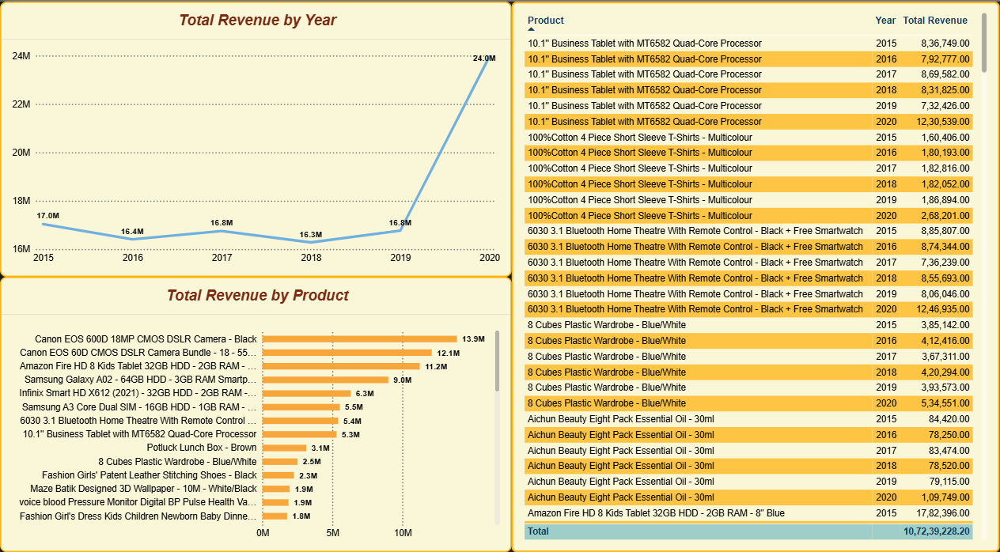 Total Revenue by Year
24M
22M
20M
18M
16M
17.0M
16.4M
16.8M
16.3M
16.8M
24.0M
2015 2016 2017 2018 2019 2020
Total Revenue by Product
Canon EOS 600D 18MP CMOS DSLR Camera - Black 13.9M
Canon EOS 60D CMOS DSLR Camera Bundle - 18 - 55... 12.1M
Amazon Fire HD 8 Kids Tablet 32GB HDD - 2GB RAM - ... 11.2M
Samsung Galaxy A02 - 64GB HDD - 3GB RAM Smartp... 9.0M
Infinix Smart HD X612 (2021) - 32GB HDD - 2GB RAM -... 6.3M
Samsung A3 Core Dual SIM - 16GB HDD - 1GB RAM - ... 5.5M
6030 3.1 Bluetooth Home Theatre With Remote Control ... 5.4M
10.1" Business Tablet with MT6582 Quad-Core Processor 5.3M
Potluck Lunch Box - Brown 3.1M
8 Cubes Plastic Wardrobe - Blue/White 2.5M
Fashion Girls' Patent Leather Stitching Shoes - Black 2.3M
Maze Batik Designed 3D Wallpaper - 10M - White/Black 1.9M
voice blood Pressure Monitor Digital BP Pulse Health Va... 1.9M
Fashion Girl's Dress Kids Children Newborn Baby Dinne... 1.8M
0M 5M 10M
Product Year Total Revenue
10.1" Business Tablet with MT6582 Quad-Core Processor 2015 8,36,749.00
10.1" Business Tablet with MT6582 Quad-Core Processor 2016 7,92,777.00
10.1" Business Tablet with MT6582 Quad-Core Processor 2017 8,69,582.00
10.1" Business Tablet with MT6582 Quad-Core Processor 2018 8,31,825.00
10.1" Business Tablet with MT6582 Quad-Core Processor 2019 7,32,426.00
10.1" Business Tablet with MT6582 Quad-Core Processor 2020 12,30,539.00
100%Cotton 4 Piece Short Sleeve T-Shirts - Multicolour 2015 1,60,406.00
100%Cotton 4 Piece Short Sleeve T-Shirts - Multicolour 2016 1,80,193.00
100%Cotton 4 Piece Short Sleeve T-Shirts - Multicolour 2017 1,82,816.00
100%Cotton 4 Piece Short Sleeve T-Shirts - Multicolour 2018 1,82,052.00
100%Cotton 4 Piece Short Sleeve T-Shirts - Multicolour 2019 1,86,894.00
100%Cotton 4 Piece Short Sleeve T-Shirts - Multicolour 2020 2,68,201.00
6030 3.1 Bluetooth Home Theatre With Remote Control - Black + Free Smartwatch 2015 8,85,807.00
6030 3.1 Bluetooth Home Theatre With Remote Control - Black + Free Smartwatch 2016 8,74,344.00
6030 3.1 Bluetooth Home Theatre With Remote Control - Black + Free Smartwatch 2017 7,36,239.00
6030 3.1 Bluetooth Home Theatre With Remote Control - Black + Free Smartwatch 2018 8,55,693.00
6030 3.1 Bluetooth Home Theatre With Remote Control - Black + Free Smartwatch 2019 8,06,046.00
6030 3.1 Bluetooth Home Theatre With Remote Control - Black + Free Smartwatch 2020 12,46,935.00
8 Cubes Plastic Wardrobe - Blue/White 2015 3,85,142.00
8 Cubes Plastic Wardrobe - Blue/White 2016 4,12,416.00
8 Cubes Plastic Wardrobe - Blue/White 2017 3,67,311.00
8 Cubes Plastic Wardrobe - Blue/White 2018 4,20,294.00
8 Cubes Plastic Wardrobe - Blue/White 2019 3,93,573.00
8 Cubes Plastic Wardrobe - Blue/White 2020 5,34,551.00
Aichun Beauty Eight Pack Essential Oil - 30ml 2015 84,420.00
Aichun Beauty Eight Pack Essential Oil - 30ml 2016 78,250.00
Aichun Beauty Eight Pack Essential Oil - 30ml 2017 83,474.00
Aichun Beauty Eight Pack Essential Oil - 30ml 2018 78,520.00
Aichun Beauty Eight Pack Essential Oil - 30ml 2019 79,115.00
Aichun Beauty Eight Pack Essential Oil - 30ml 2020 1,09,749.00
Amazon Fire HD 8 Kids Tablet 32GB HDD - 2GB RAM - 8" Blue 2015 17,82,396.00
Total 10,72,39,228.20